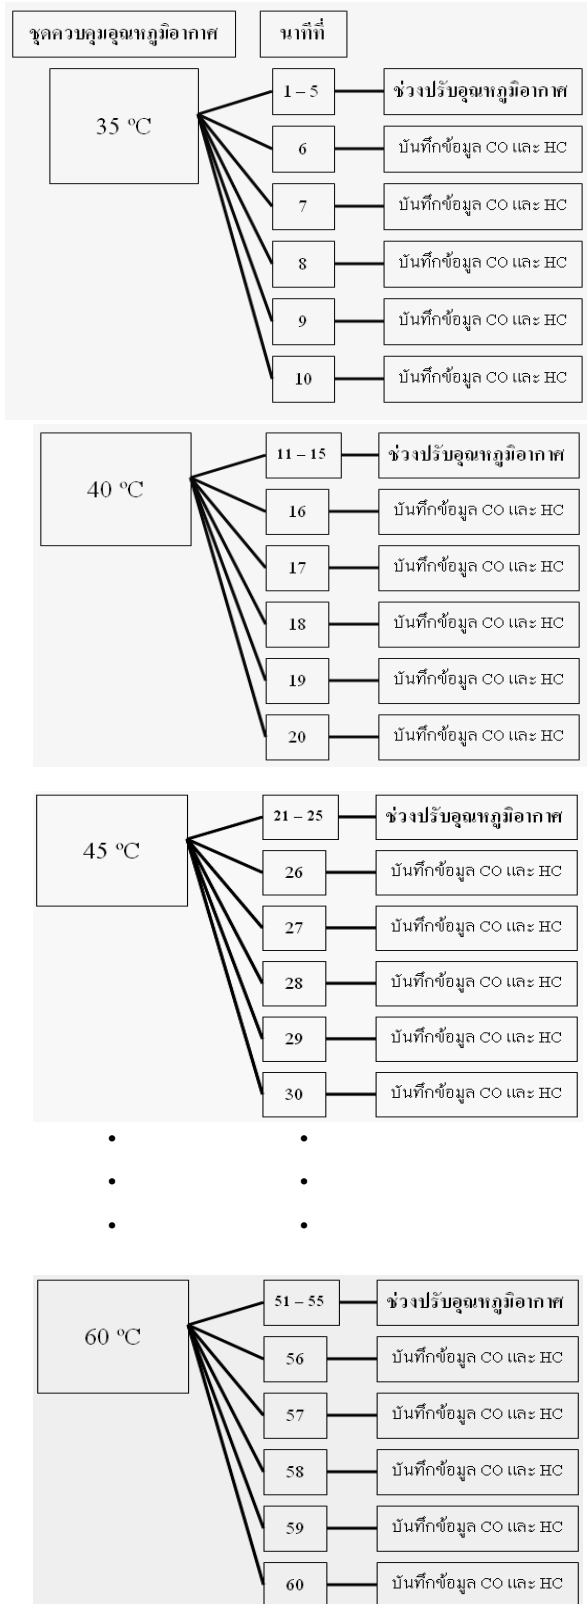 ชุดควบคุมอุณหภูมิอากาศ นาทีที่
35 ºC
1 – 5 ช่วงปรับอุณหภูมิอากาศ
6 บันทึกข้อมูล CO และ HC
7 บันทึกข้อมูล CO และ HC
8 บันทึกข้อมูล CO และ HC
9 บันทึกข้อมูล CO และ HC
10 บันทึกข้อมูล CO และ HC
40 ºC
11 – 15 ช่วงปรับอุณหภูมิอากาศ
16 บันทึกข้อมูล CO และ HC
17 บันทึกข้อมูล CO และ HC
18 บันทึกข้อมูล CO และ HC
19 บันทึกข้อมูล CO และ HC
20 บันทึกข้อมูล CO และ HC
45 ºC
21 – 25 ช่วงปรับอุณหภูมิอากาศ
26 บันทึกข้อมูล CO และ HC
27 บันทึกข้อมูล CO และ HC
28 บันทึกข้อมูล CO และ HC
29 บันทึกข้อมูล CO และ HC
30 บันทึกข้อมูล CO และ HC
60 ºC
51 – 55 ช่วงปรับอุณหภูมิอากาศ
56 บันทึกข้อมูล CO และ HC
57 บันทึกข้อมูล CO และ HC
58 บันทึกข้อมูล CO และ HC
59 บันทึกข้อมูล CO และ HC
60 บันทึกข้อมูล CO และ HC